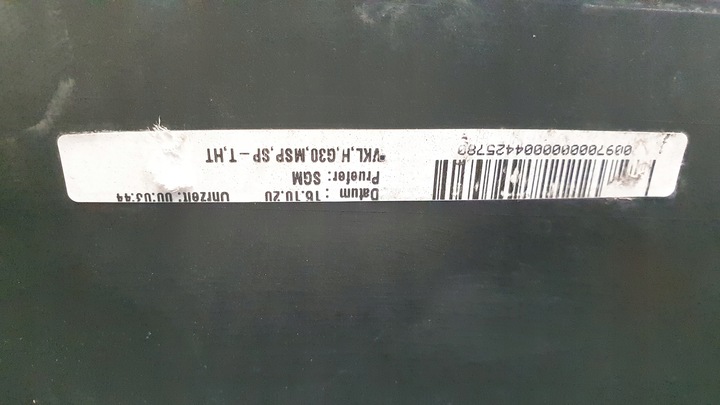 Datum : 16.10.20 Uhrzeit: 00:03:44
Pruefer: SGM
*VKL,H,G30,MSP,SP - T,HT